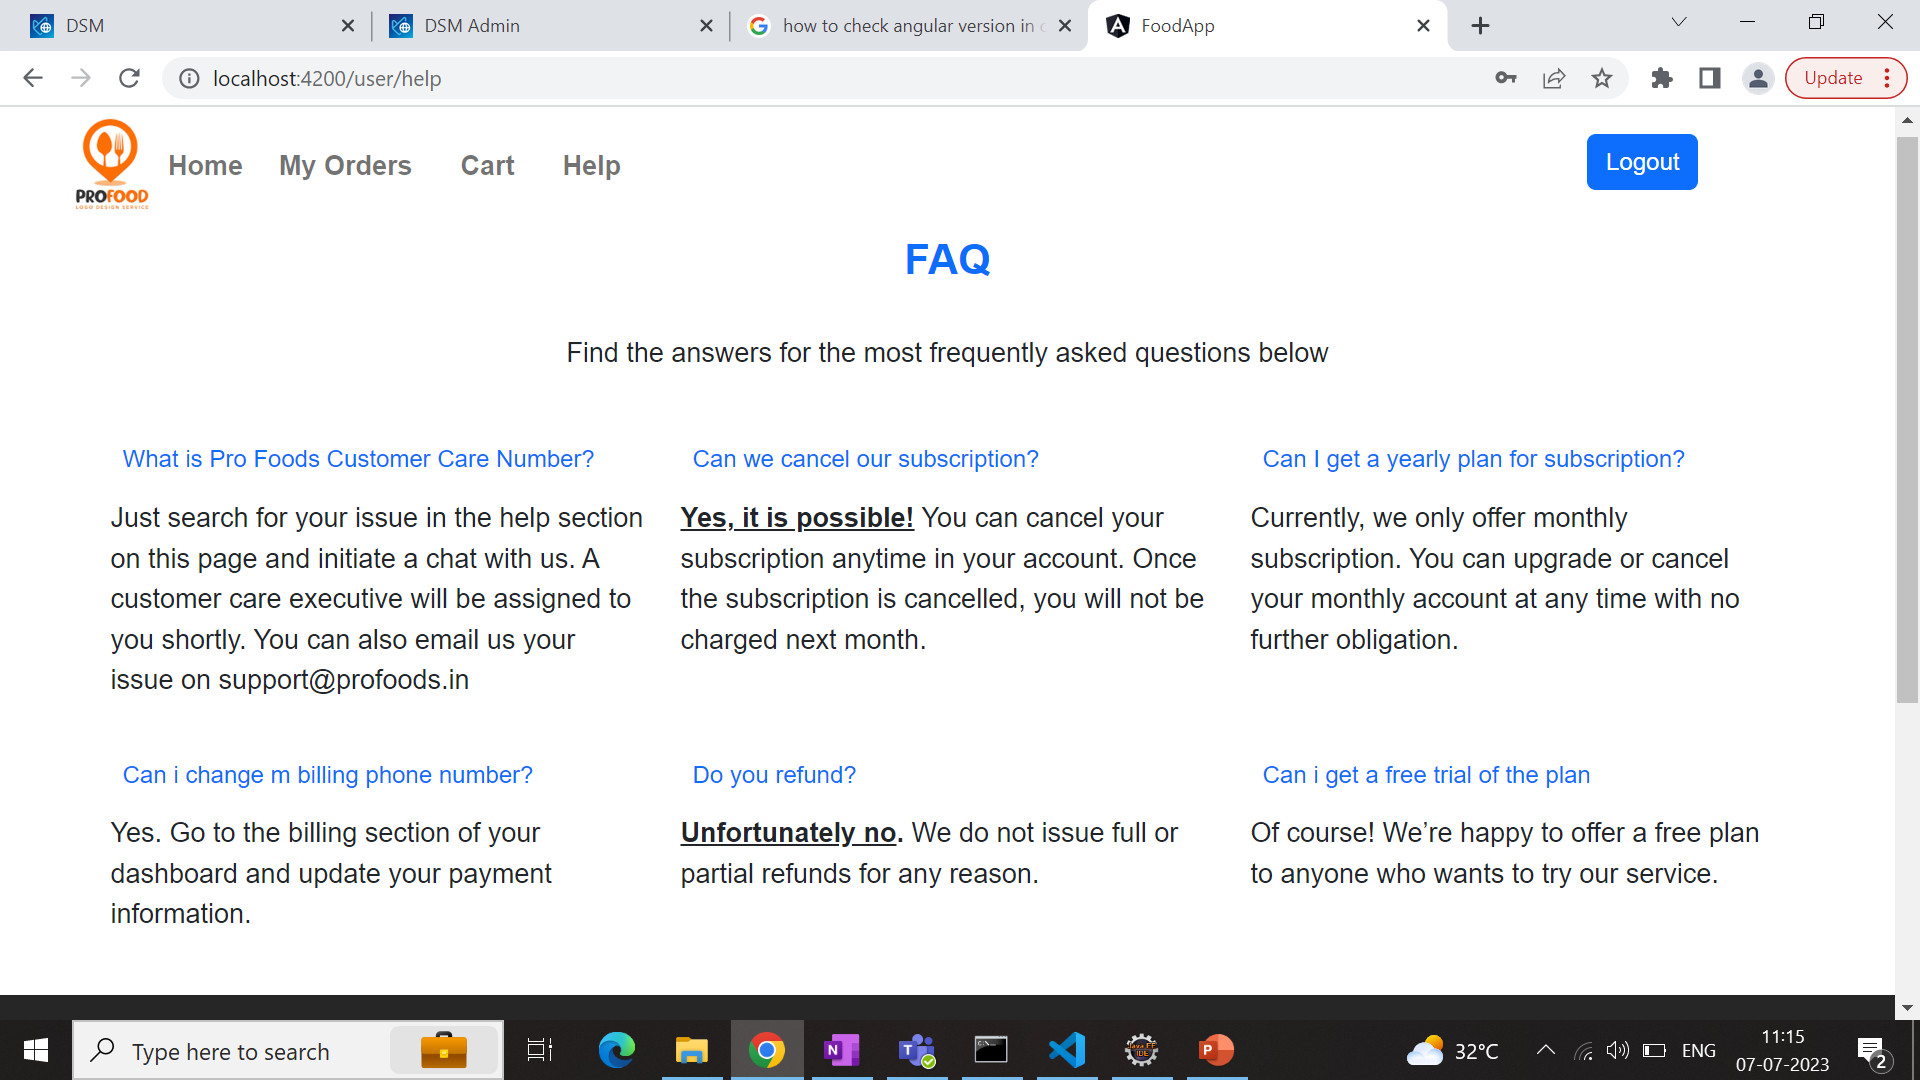 DSM
DSM Admin
how to check angular version in
FoodApp
localhost:4200/user/help
Update
PROFOOD
LOGO DESIGN SERVICE
Home
My Orders
Cart
Help
Logout
FAQ
Find the answers for the most frequently asked questions below
What is Pro Foods Customer Care Number?
Just search for your issue in the help section
on this page and initiate a chat with us. A
customer care executive will be assigned to
you shortly. You can also email us your
issue on support@profoods.in
Can we cancel our subscription?
Yes, it is possible! You can cancel your
subscription anytime in your account. Once
the subscription is cancelled, you will not be
charged next month.
Can I get a yearly plan for subscription?
Currently, we only offer monthly
subscription. You can upgrade or cancel
your monthly account at any time with no
further obligation.
Can i change m billing phone number?
Yes. Go to the billing section of your
dashboard and update your payment
information.
Do you refund?
Unfortunately no. We do not issue full or
partial refunds for any reason.
Can i get a free trial of the plan
Of course! We’re happy to offer a free plan
to anyone who wants to try our service.
Type here to search
32°C
ENG
11:15
07-07-2023
2